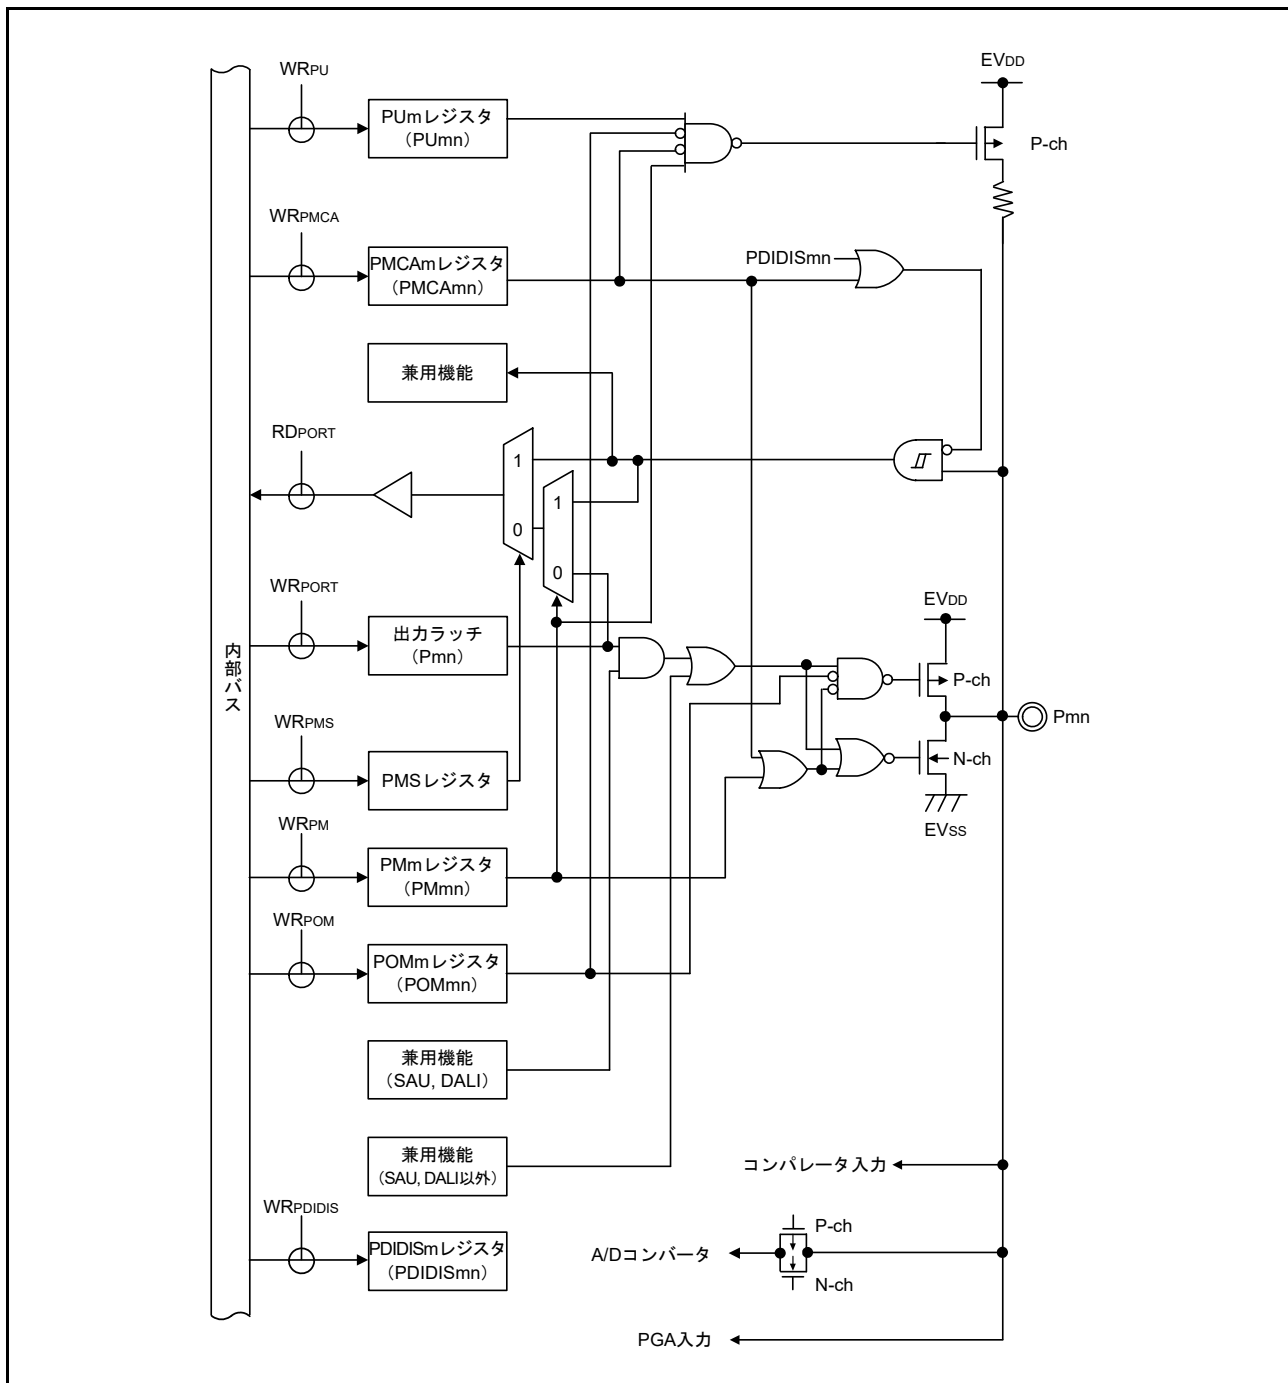 WRPU
EVDD
PUmレジスタ
(PUmn)
P-ch
WRPMCA
PMCAmレジスタ
(PMCAmn)
PDIDISmn
兼用機能
RDPORT
1
0
1
0
WRPORT
EVDD
出力ラッチ
(Pmn)
内部バス
P-ch
Pmn
WRPMS
PMSレジスタ
N-ch
EVSS
WRPM
PMmレジスタ
(PMmn)
WRPOM
POMmレジスタ
(POMmn)
兼用機能
(SAU, DALI)
兼用機能
(SAU, DALI以外)
コンパレータ入力
WRPDIDIS
PDIDISmレジスタ
(PDIDISmn)
P-ch
A/Dコンバータ
N-ch
PGA入力